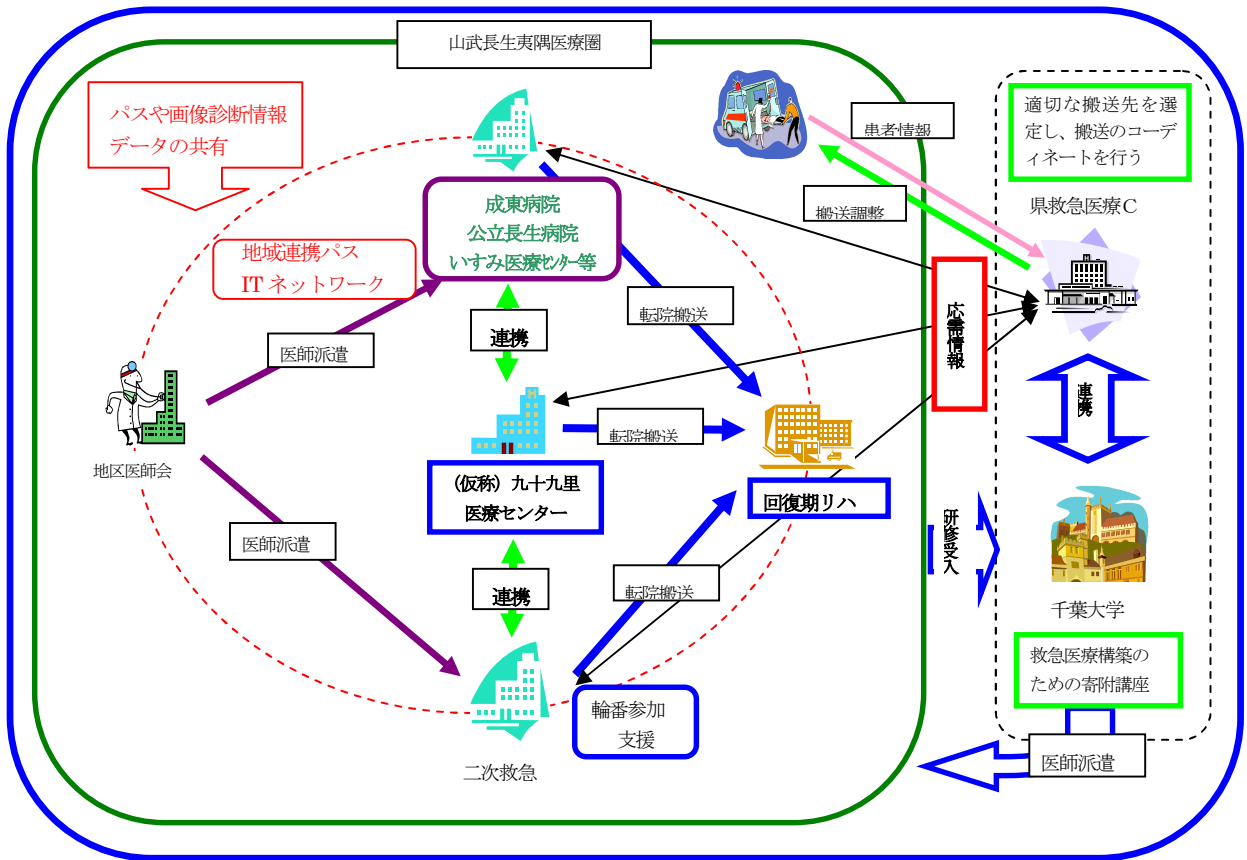 山武長生夷隅医療圏
パスや画像診断情報
データの共有
患者情報
適切な搬送先を選
定し、搬送のコーデ
ィネートを行う
搬送調整
県救急医療C
成東病院
公立長生病院
いすみ医療センター等
地域連携パス
ITネットワーク
応需情報
転院搬送
連携
医師派遣
連携
転院搬送
地区医師会
(仮称)九十九里
医療センター
回復期リハ
研修受入
医師派遣
連携
転院搬送
千葉大学
救急医療構築の
ための寄附講座
輪番参加
支援
二次救急
医師派遣